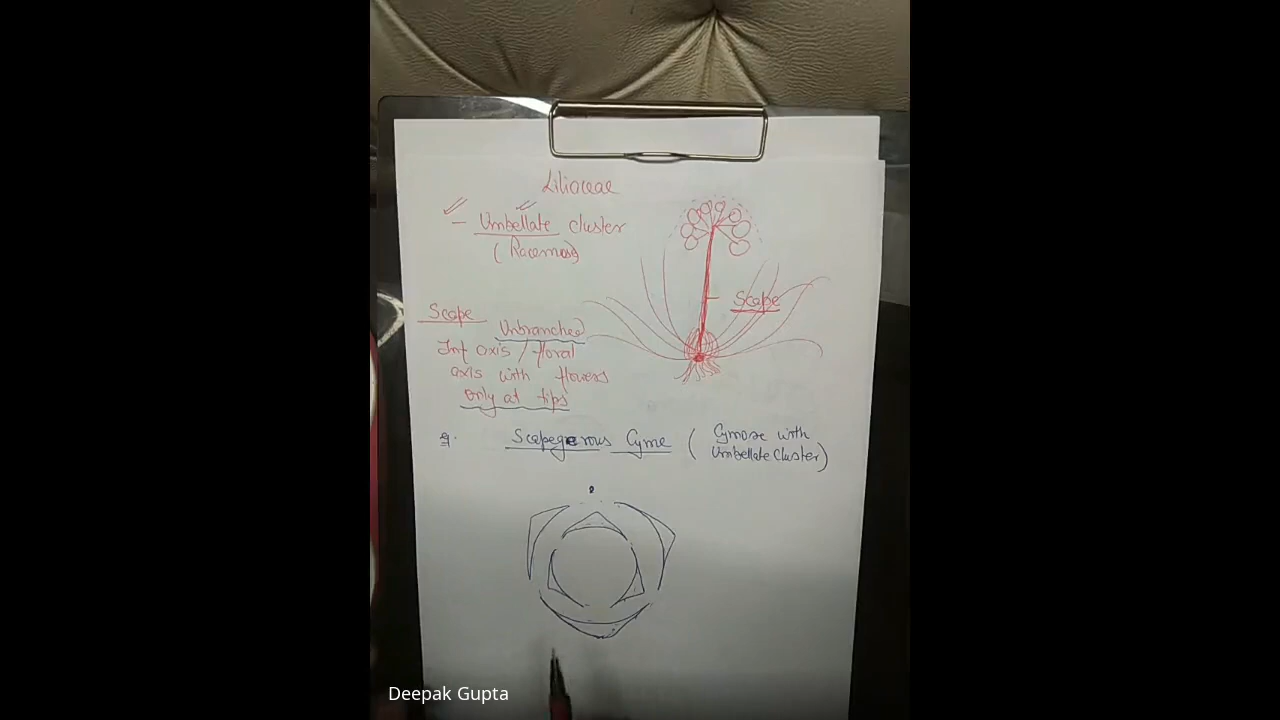 Liliaceae
- Umbellate cluster
(Racemose)
Scape
Scape
Unbranched
Inf axis / floral
axis with flowers
only at tips
Q. Scapegerous Cyme ( Cymose with
Umbellate Cluster)
Deepak Gupta